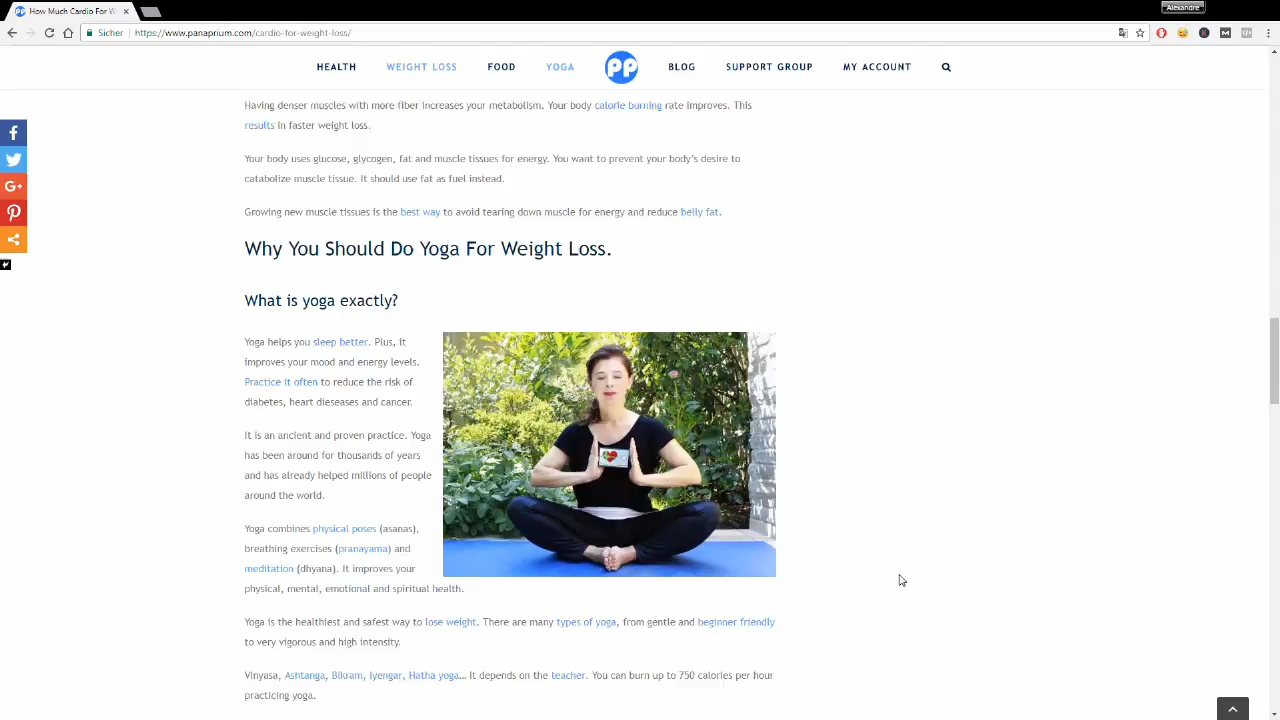 How Much Cardio For W
Alexandre
Sicher
https://www.panaprium.com/cardio-for-weight-loss/
HEALTH WEIGHT LOSS FOOD YOGA PP BLOG SUPPORT GROUP MY ACCOUNT
Having denser muscles with more fiber increases your metabolism. Your body calorie burning rate improves. This
results in faster weight loss.
Your body uses glucose, glycogen, fat and muscle tissues for energy. You want to prevent your body's desire to
catabolize muscle tissue. It should use fat as fuel instead.
Growing new muscle tissues is the best way to avoid tearing down muscle for energy and reduce belly fat.
Why You Should Do Yoga For Weight Loss.
What is yoga exactly?
Yoga helps you sleep better. Plus, it
improves your mood and energy levels.
Practice it often to reduce the risk of
diabetes, heart dieseases and cancer.
It is an ancient and proven practice. Yoga
has been around for thousands of years
and has already helped millions of people
around the world.
Yoga combines physical poses (asanas),
breathing exercises (pranayama) and
meditation (dhyana). It improves your
physical, mental, emotional and spiritual health.
Yoga is the healthiest and safest way to lose weight. There are many types of yoga, from gentle and beginner friendly
to very vigorous and high intensity.
Vinyasa, Ashtanga, Bikram, Iyengar, Hatha yoga… It depends on the teacher. You can burn up to 750 calories per hour
practicing yoga.